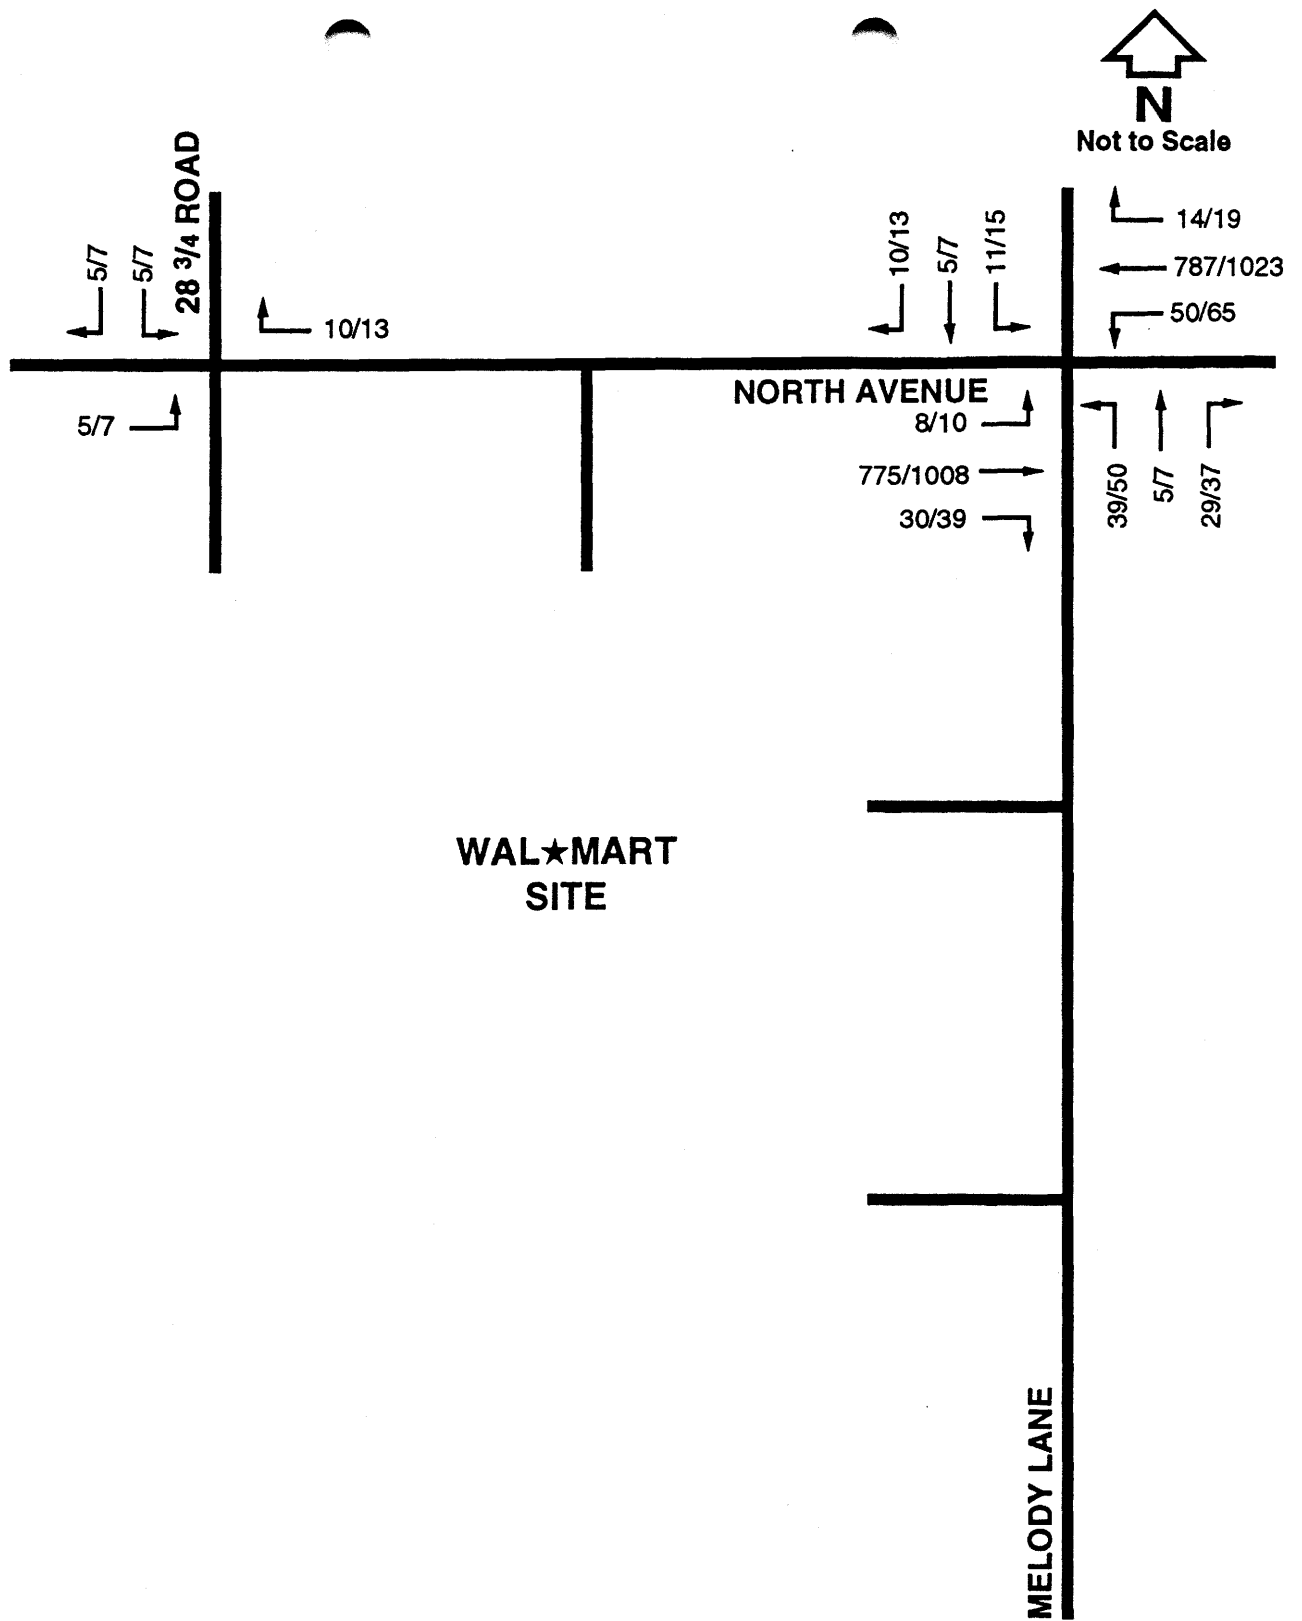 N
Not to Scale
28 3/4 ROAD
5/7
5/7
10/13
5/7
10/13
5/7
11/15
14/19
787/1023
50/65
NORTH AVENUE
8/10
775/1008
30/39
39/50
5/7
29/37
WAL★MART
SITE
MELODY LANE